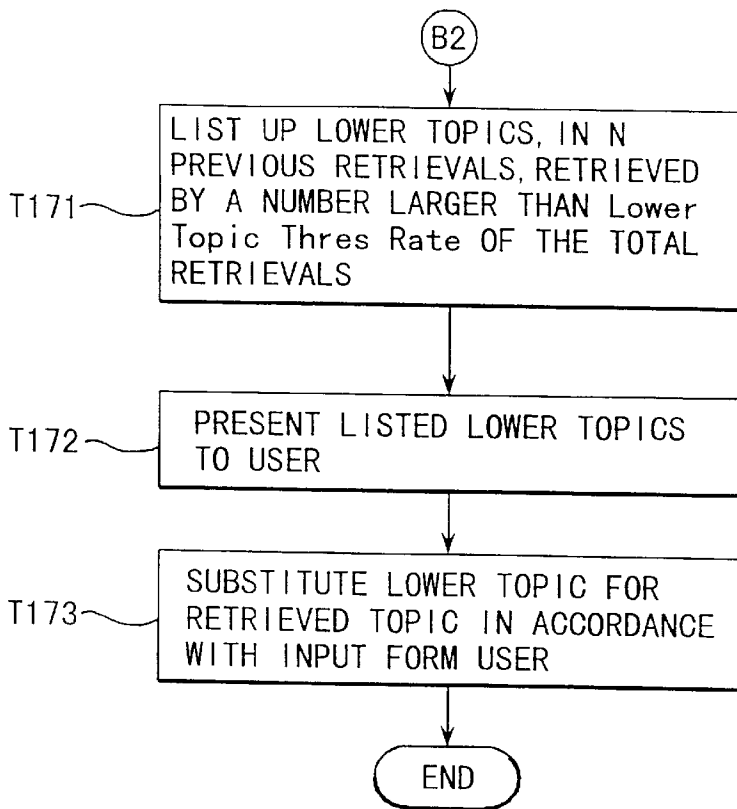 B2
T171
LIST UP LOWER TOPICS, IN N
PREVIOUS RETRIEVALS, RETRIEVED
BY A NUMBER LARGER THAN Lower
Topic Thres Rate OF THE TOTAL
RETRIEVALS
T172
PRESENT LISTED LOWER TOPICS
TO USER
T173
SUBSTITUTE LOWER TOPIC FOR
RETRIEVED TOPIC IN ACCORDANCE
WITH INPUT FORM USER
END